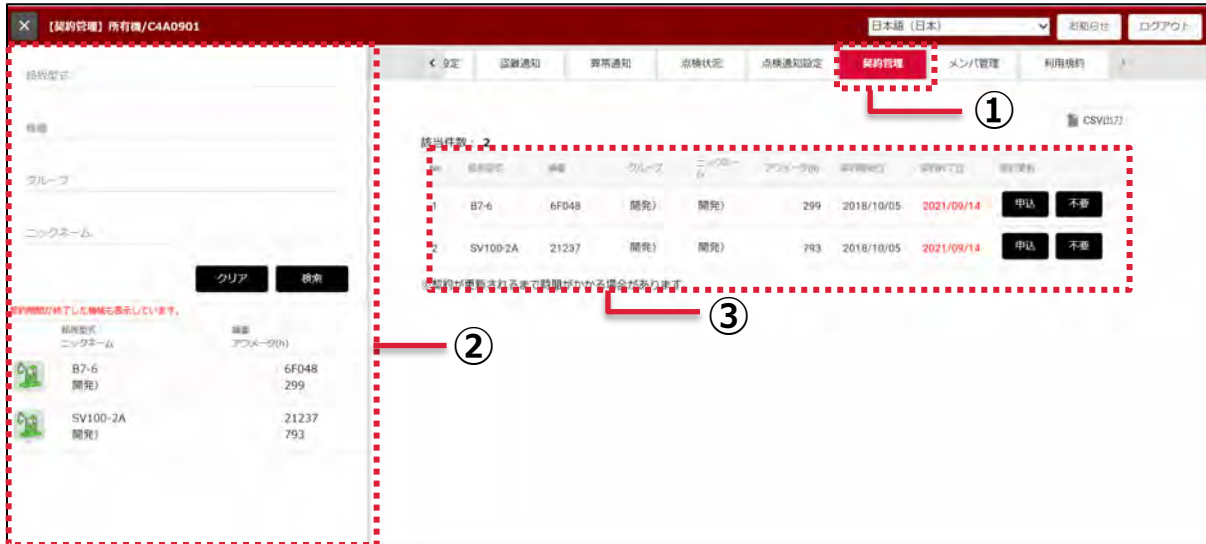 × 【契約管理】所有機/C4A0901
日本語 (日本) お知らせ ログアウト
銘板型式
機番
グループ
ニックネーム
クリア 検索
契約期間が終了した機械も表示しています。
銘板型式 機番
ニックネーム アワメータ(h)
B7-6 6F048
開発) 299
SV100-2A 21237
開発) 793
②
< 設定 盗難通知 異常通知 点検状況 点検通知設定 契約管理 メンバ管理 利用規約 >
①
CSV出力
該当件数: 2
No 銘板型式 機番 グループ ニックネーム アワメータ(h) 契約開始日 契約終了日 契約更新
1 B7-6 6F048 開発) 開発) 299 2018/10/05 2021/09/14 申込 不要
2 SV100-2A 21237 開発) 開発) 793 2018/10/05 2021/09/14 申込 不要
※契約が更新されるまで時間がかかる場合があります。
③